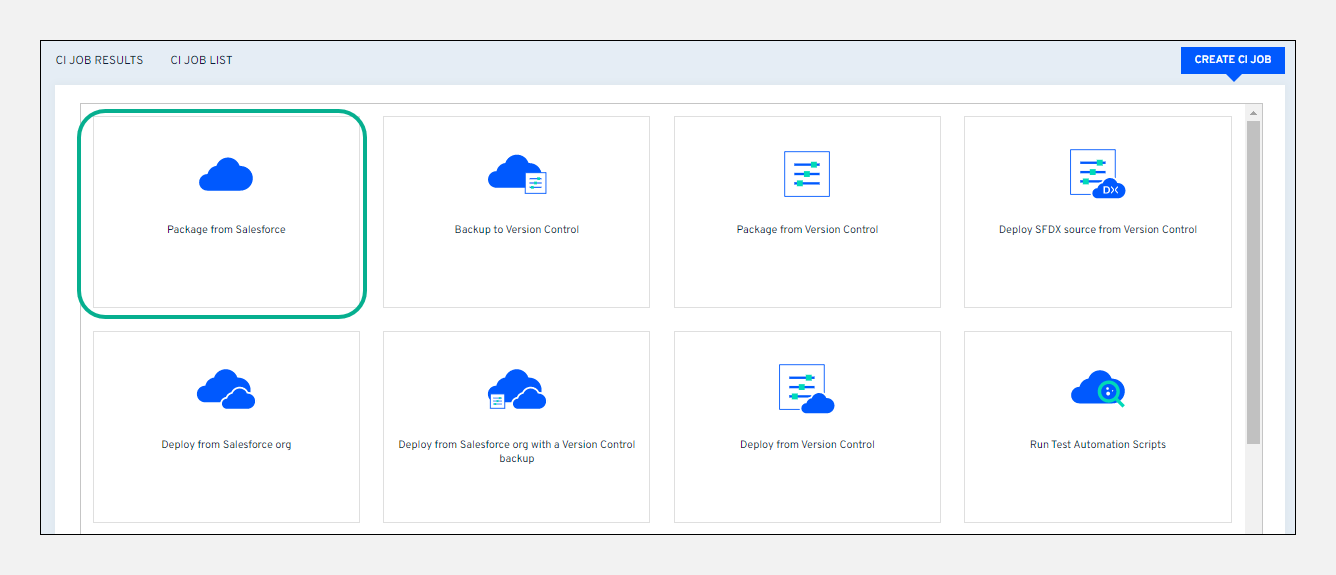 CI JOB RESULTS
CI JOB LIST
CREATE CI JOB
Package from Salesforce
Backup to Version Control
Package from Version Control
DX
Deploy SFDX source from Version Control
Deploy from Salesforce org
Deploy from Salesforce org with a Version Control
backup
Deploy from Version Control
Run Test Automation Scripts